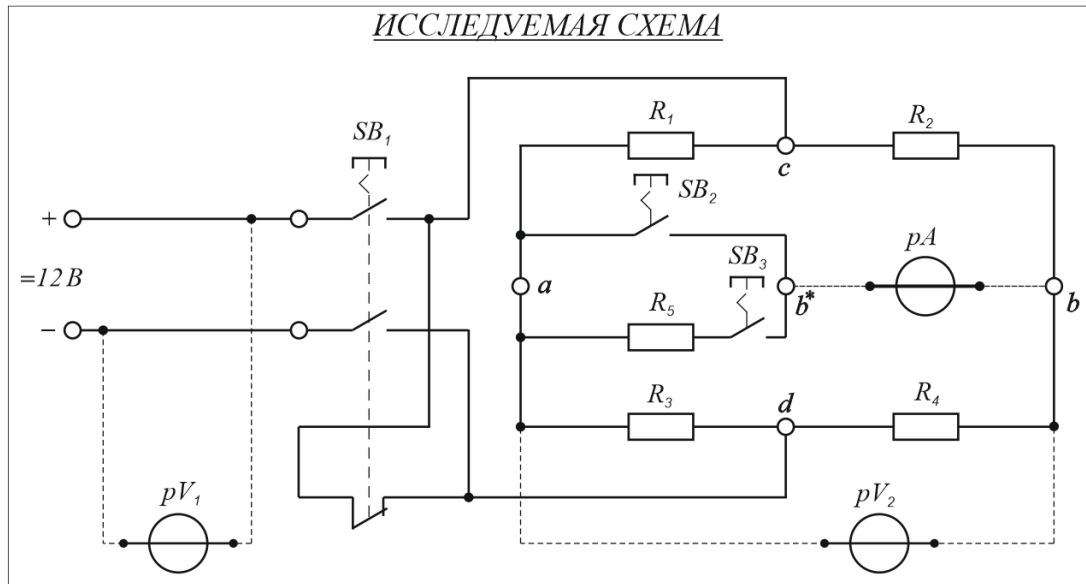 ИССЛЕДУЕМАЯ СХЕМА
SB1
R1
R2
c
SB2
+
=12 В
−
a
SB3
b*
pA
b
R5
R3
d
R4
pV1
pV2